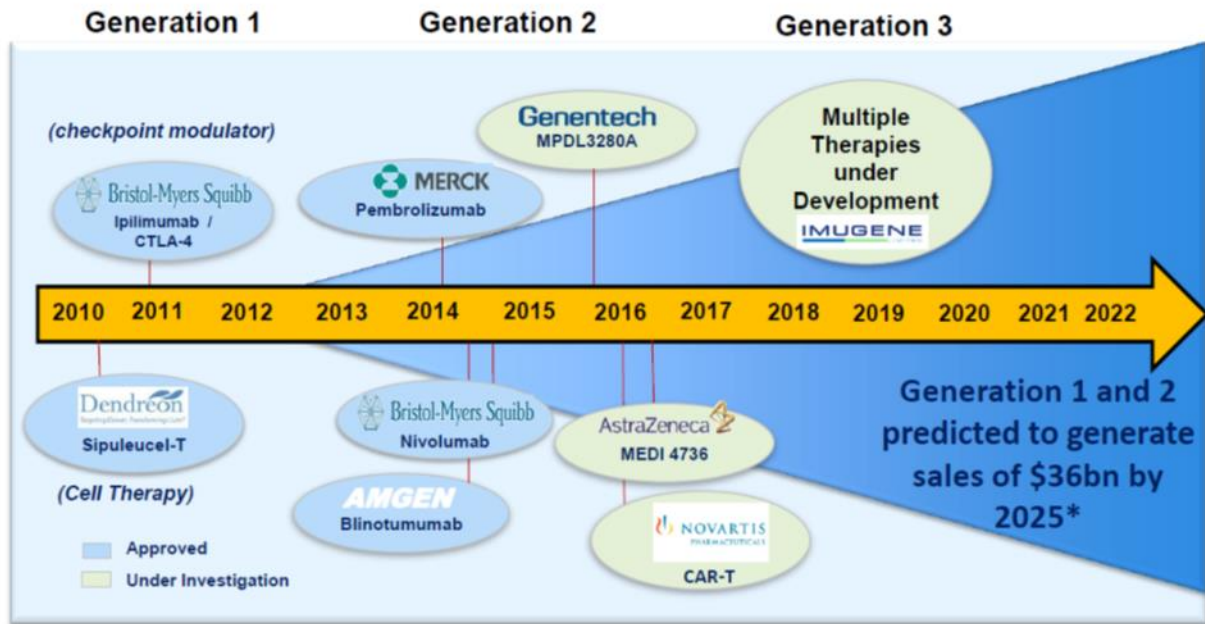 Generation 1
Generation 2
Generation 3
(checkpoint modulator)
Bristol-Myers Squibb
Ipilimumab /
CTLA-4
MERCK
Pembrolizumab
Genentech
MPDL3280A
Multiple
Therapies
under
Development
IMUGENE
2010 2011 2012 2013 2014 2015 2016 2017 2018 2019 2020 2021 2022
Dendreon
Sipuleucel-T
(Cell Therapy)
Bristol-Myers Squibb
Nivolumab
AMGEN
Blinotumumab
AstraZeneca
MEDI 4736
NOVARTIS
PHARMACEUTICALS
CAR-T
Generation 1 and 2
predicted to generate
sales of $36bn by
2025*
Approved
Under Investigation